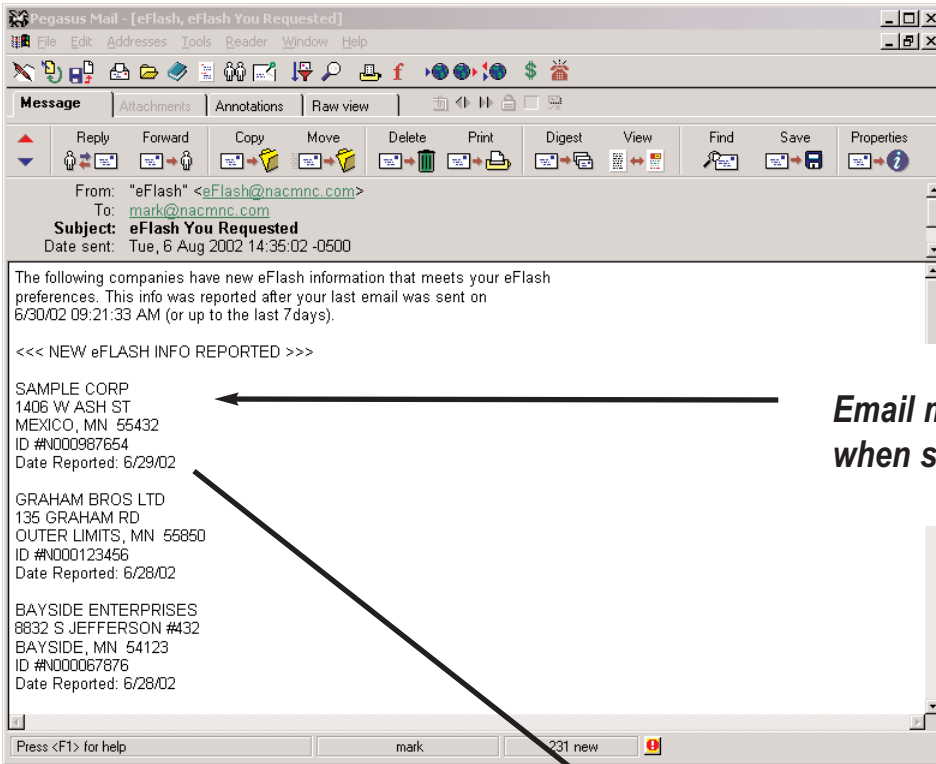 Pegasus Mail - [eFlash, eFlash You Requested]
File Edit Addresses Tools Reader Window Help
Message Attachments Annotations Raw view
Reply Forward Copy Move Delete Print Digest View Find Save Properties
From: "eFlash" <eFlash@nacmnc.com>
To: mark@nacmnc.com
Subject: eFlash You Requested
Date sent: Tue, 6 Aug 2002 14:35:02 -0500
The following companies have new eFlash information that meets your eFlash
preferences. This info was reported after your last email was sent on
6/30/02 09:21:33 AM (or up to the last 7days).
<<< NEW eFLASH INFO REPORTED >>>
SAMPLE CORP
1406 W ASH ST
MEXICO, MN 55432
ID #N000987654
Date Reported: 6/29/02
Email
when s
GRAHAM BROS LTD
135 GRAHAM RD
OUTER LIMITS, MN 55850
ID #N000123456
Date Reported: 6/28/02
BAYSIDE ENTERPRISES
8832 S JEFFERSON #432
BAYSIDE, MN 54123
ID #N000067876
Date Reported: 6/28/02
Press <F1> for help mark 231 new